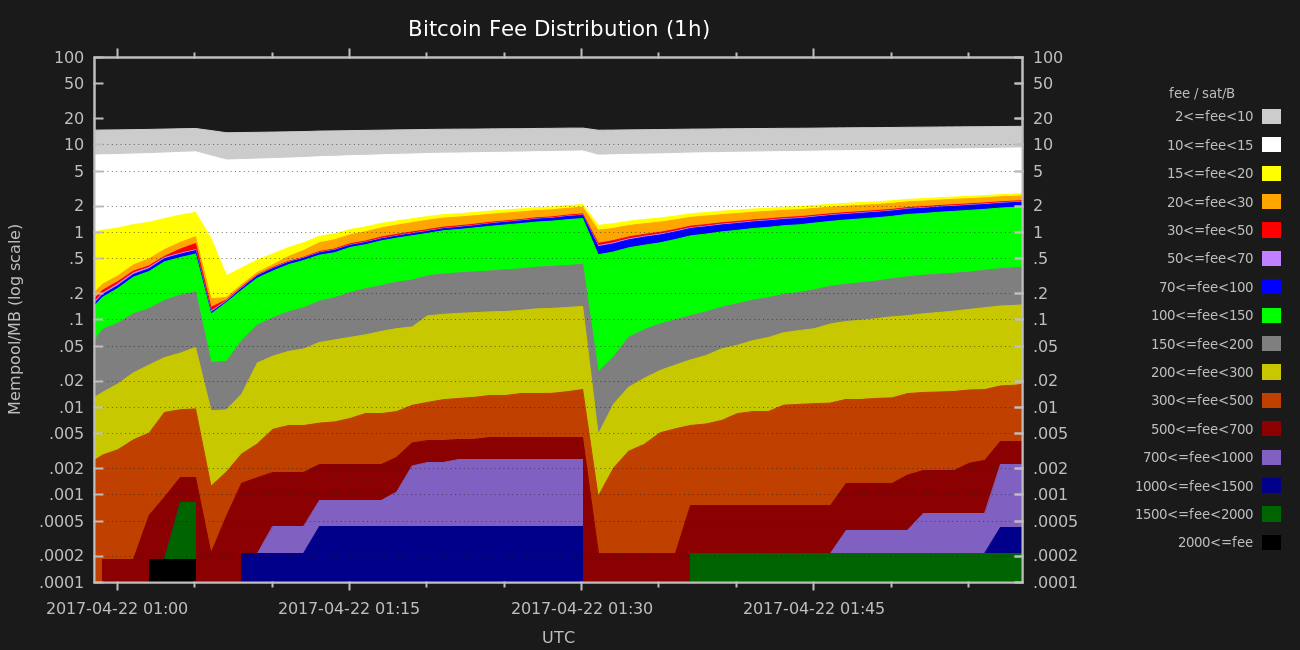 Bitcoin Fee Distribution (1h)
Mempool/MB (log scale)
100
50
20
10
5
2
1
.5
.2
.1
.05
.02
.01
.005
.002
.001
.0005
.0002
.0001
100
50
20
10
5
2
1
.5
.2
.1
.05
.02
.01
.005
.002
.001
.0005
.0002
.0001
2017-04-22 01:00
2017-04-22 01:15
2017-04-22 01:30
2017-04-22 01:45
UTC
fee / sat/B
2<=fee<10
10<=fee<15
15<=fee<20
20<=fee<30
30<=fee<50
50<=fee<70
70<=fee<100
100<=fee<150
150<=fee<200
200<=fee<300
300<=fee<500
500<=fee<700
700<=fee<1000
1000<=fee<1500
1500<=fee<2000
2000<=fee